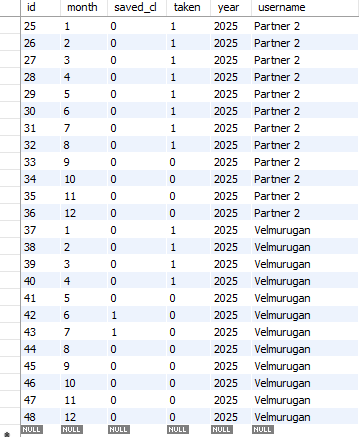 id month saved_cl taken year username
25 1 0 1 2025 Partner 2
26 2 0 1 2025 Partner 2
27 3 0 1 2025 Partner 2
28 4 0 1 2025 Partner 2
29 5 0 1 2025 Partner 2
30 6 0 1 2025 Partner 2
31 7 0 1 2025 Partner 2
32 8 0 1 2025 Partner 2
33 9 0 0 2025 Partner 2
34 10 0 0 2025 Partner 2
35 11 0 0 2025 Partner 2
36 12 0 0 2025 Partner 2
37 1 0 1 2025 Velmurugan
38 2 0 1 2025 Velmurugan
39 3 0 1 2025 Velmurugan
40 4 0 1 2025 Velmurugan
41 5 0 0 2025 Velmurugan
42 6 1 0 2025 Velmurugan
43 7 1 0 2025 Velmurugan
44 8 0 0 2025 Velmurugan
45 9 0 0 2025 Velmurugan
46 10 0 0 2025 Velmurugan
47 11 0 0 2025 Velmurugan
48 12 0 0 2025 Velmurugan
NULL NULL NULL NULL NULL NULL